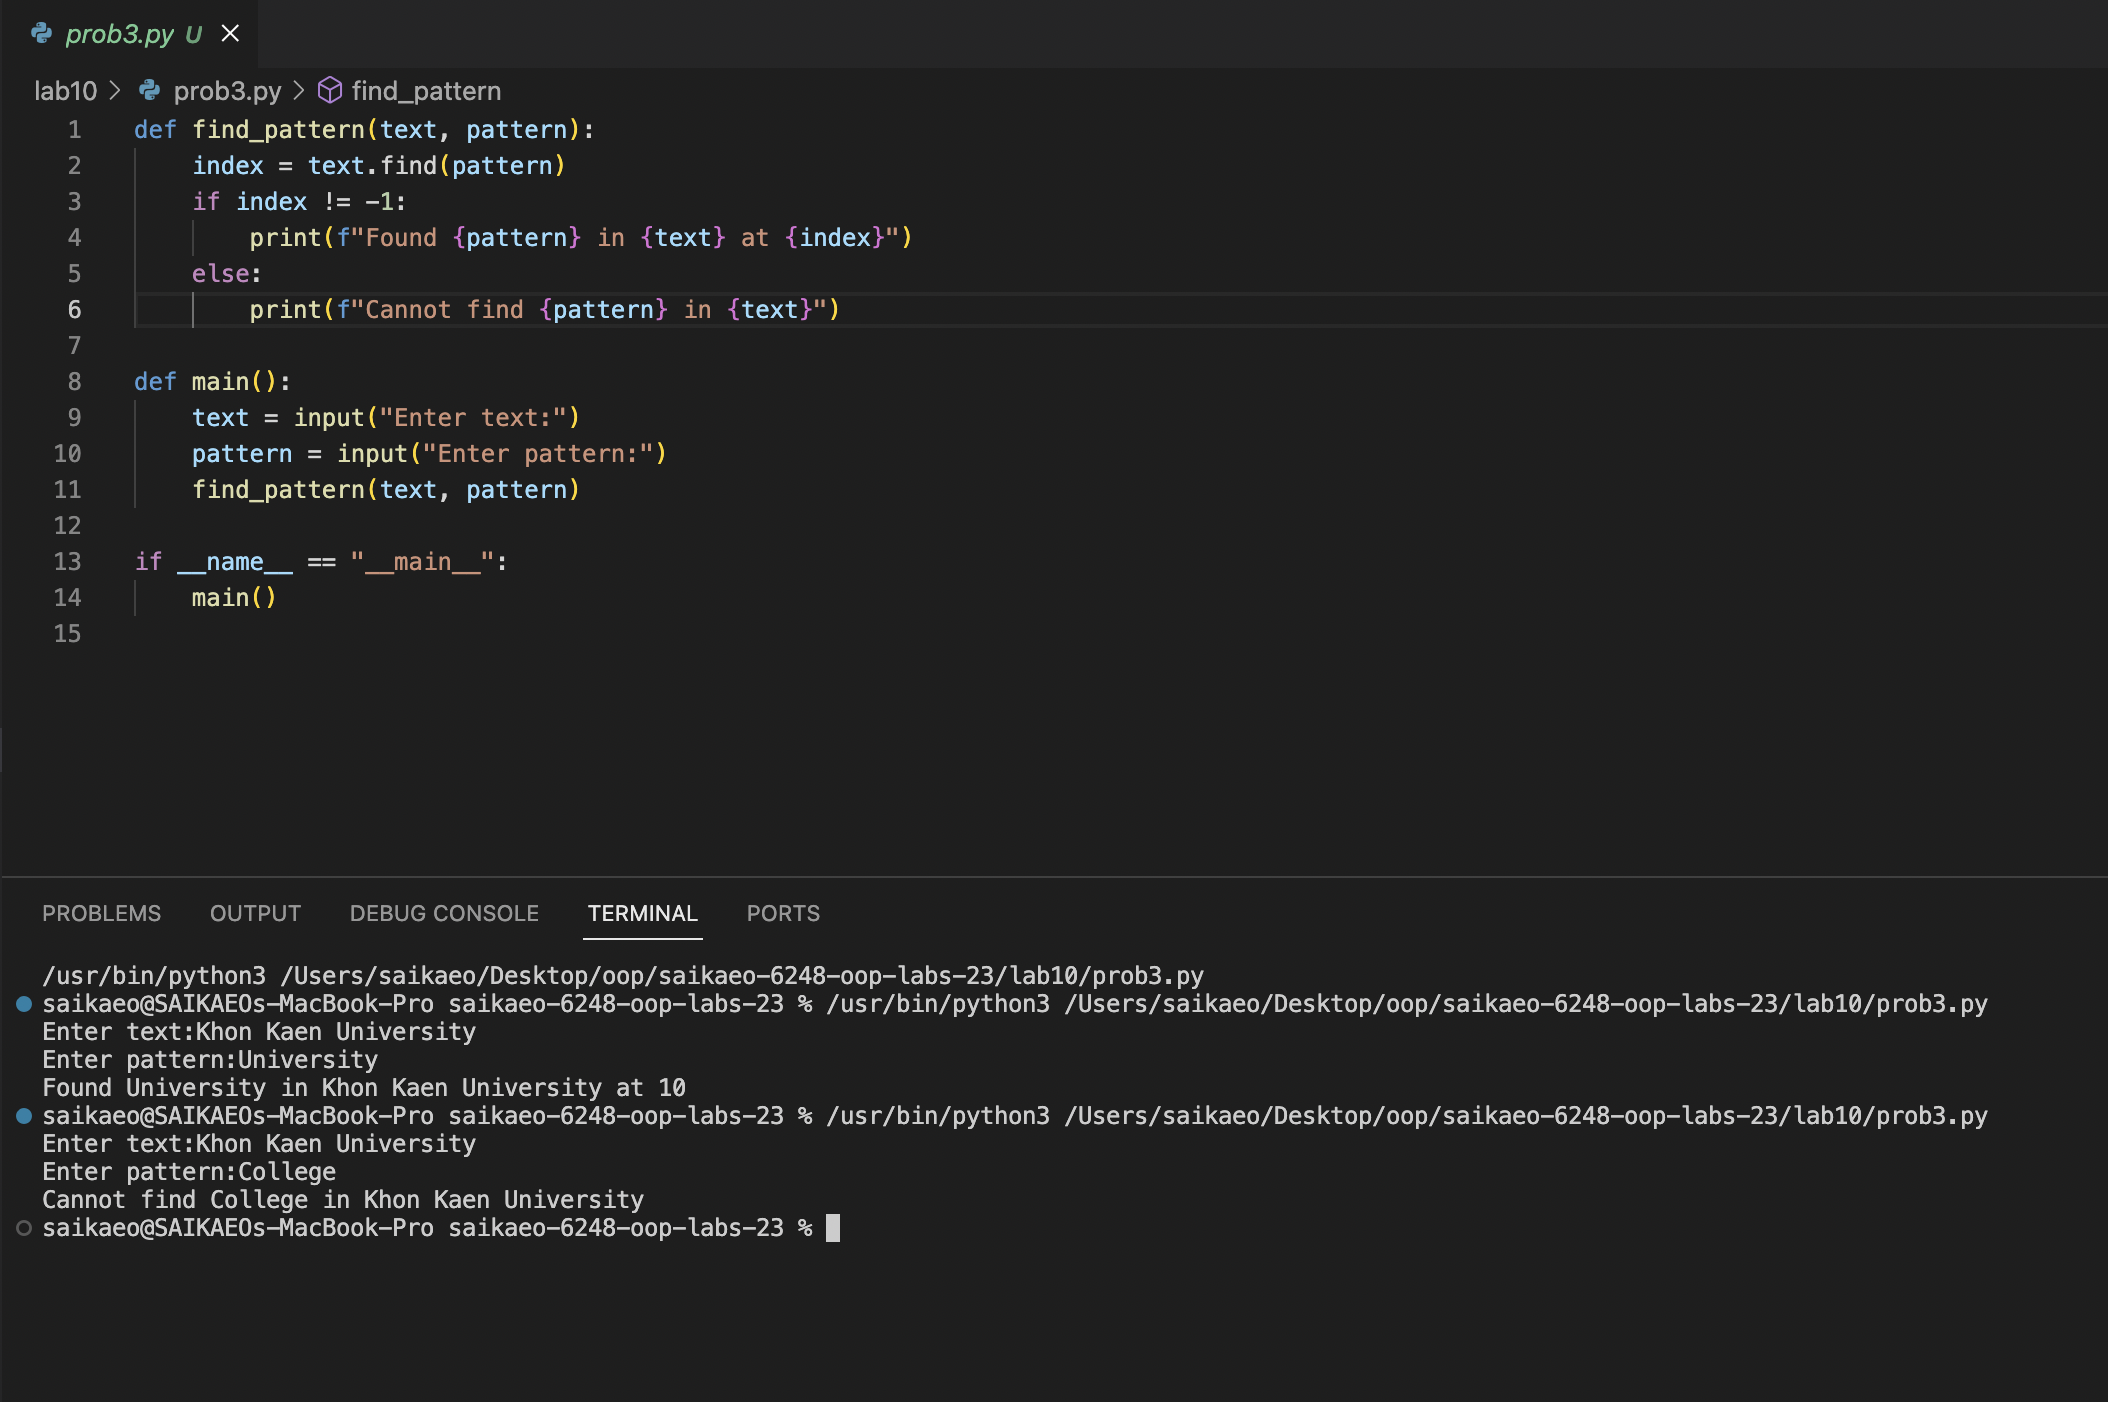 prob3.py U
lab10 > prob3.py > find_pattern
1 def find_pattern(text, pattern):
2     index = text.find(pattern)
3     if index != -1:
4         print(f"Found {pattern} in {text} at {index}")
5     else:
6         print(f"Cannot find {pattern} in {text}")
7
8 def main():
9     text = input("Enter text:")
10     pattern = input("Enter pattern:")
11     find_pattern(text, pattern)
12
13 if __name__ == "__main__":
14     main()
15
PROBLEMS OUTPUT DEBUG CONSOLE TERMINAL PORTS
/usr/bin/python3 /Users/saikaeo/Desktop/oop/saikaeo-6248-oop-labs-23/lab10/prob3.py
saikaeo@SAIKAEOs-MacBook-Pro saikaeo-6248-oop-labs-23 % /usr/bin/python3 /Users/saikaeo/Desktop/oop/saikaeo-6248-oop-labs-23/lab10/prob3.py
Enter text:Khon Kaen University
Enter pattern:University
Found University in Khon Kaen University at 10
saikaeo@SAIKAEOs-MacBook-Pro saikaeo-6248-oop-labs-23 % /usr/bin/python3 /Users/saikaeo/Desktop/oop/saikaeo-6248-oop-labs-23/lab10/prob3.py
Enter text:Khon Kaen University
Enter pattern:College
Cannot find College in Khon Kaen University
saikaeo@SAIKAEOs-MacBook-Pro saikaeo-6248-oop-labs-23 %